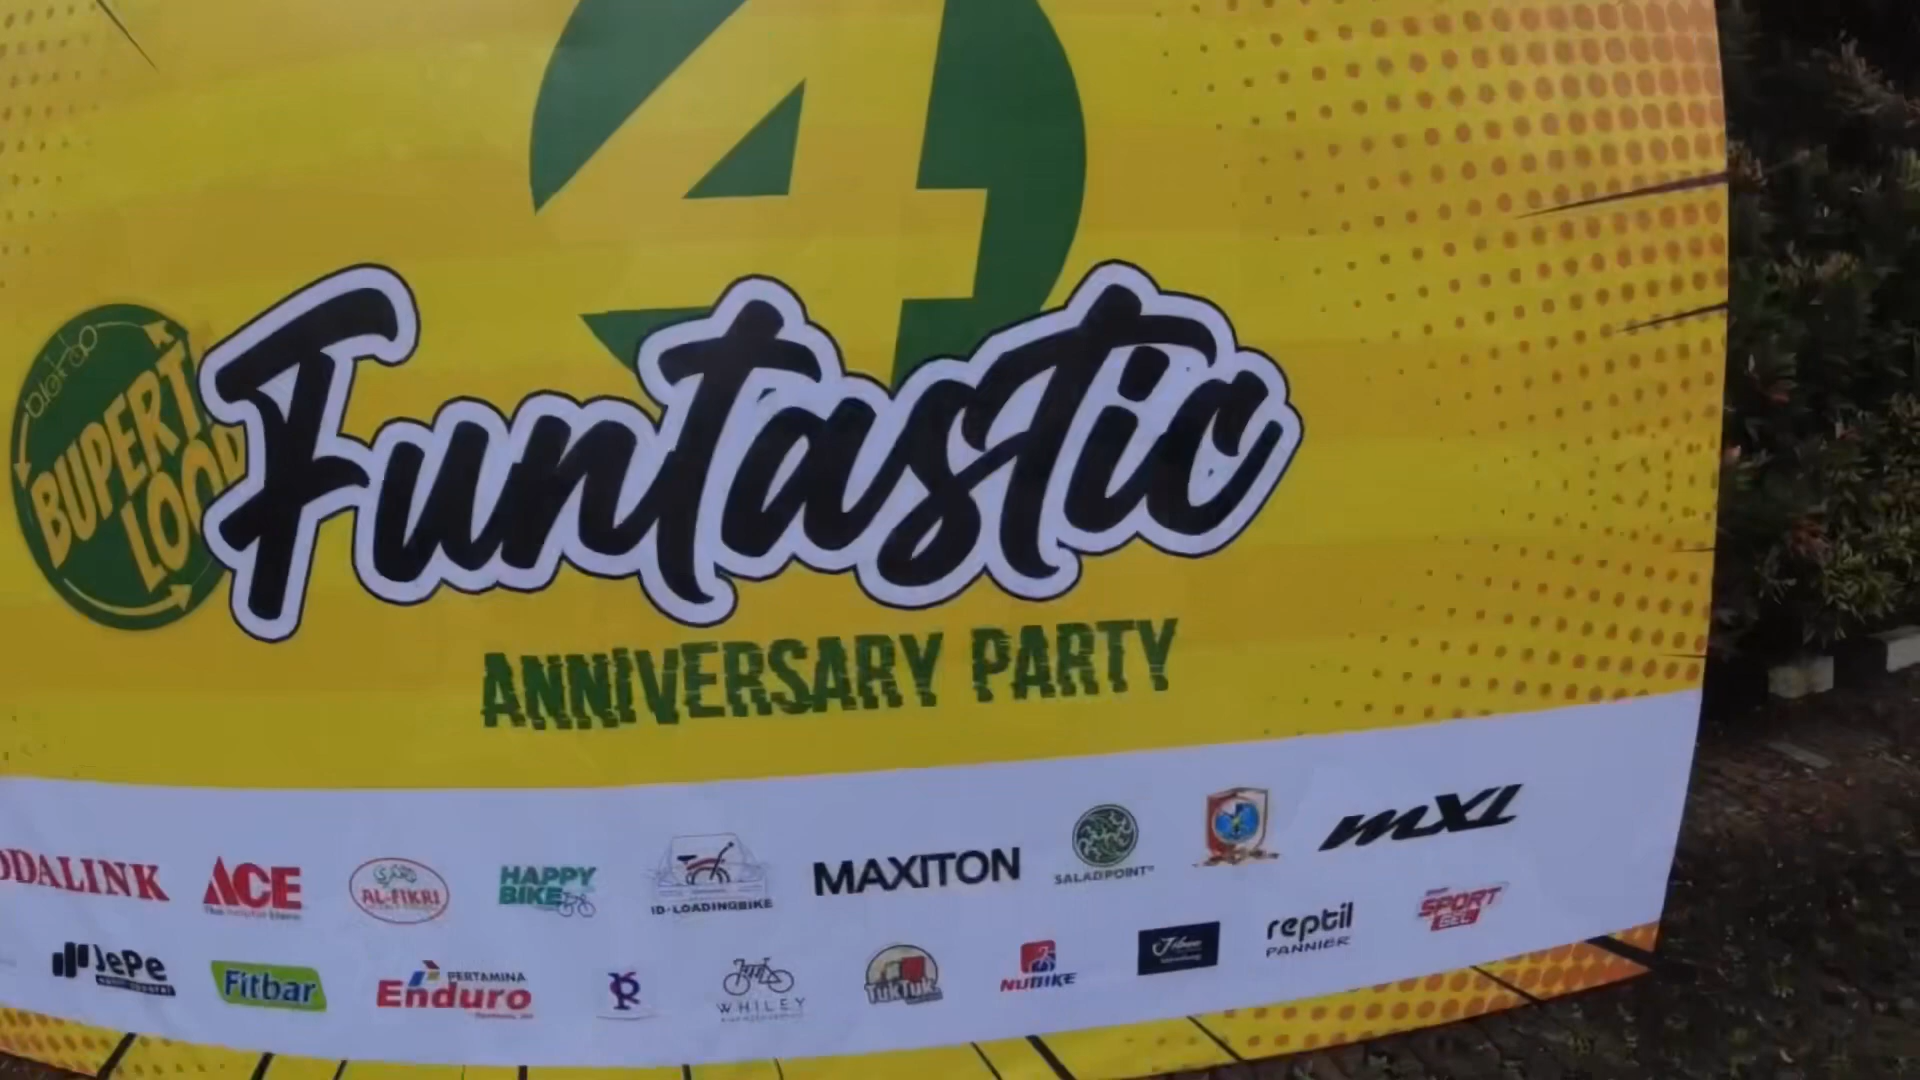 4
BUPERT
LOOP
Funtastic
ANNIVERSARY PARTY
ODALINK
ACE
AL-FIKRI
HAPPY
BIKE
ID-LOADINGBIKE
MAXITON
SALADPOINT
MXL
JePe
Fitbar
PERTAMINA
Enduro
WHILEY
TukTuk
NUBIKE
reptil
PANNIER
SPORT